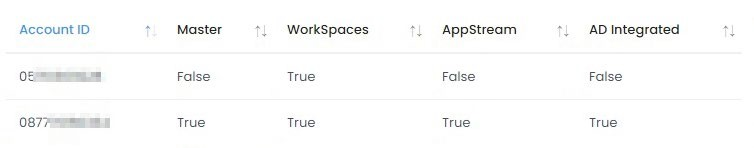 Account ID Master WorkSpaces AppStream AD Integrated
05 False True False False
0877 True True True True